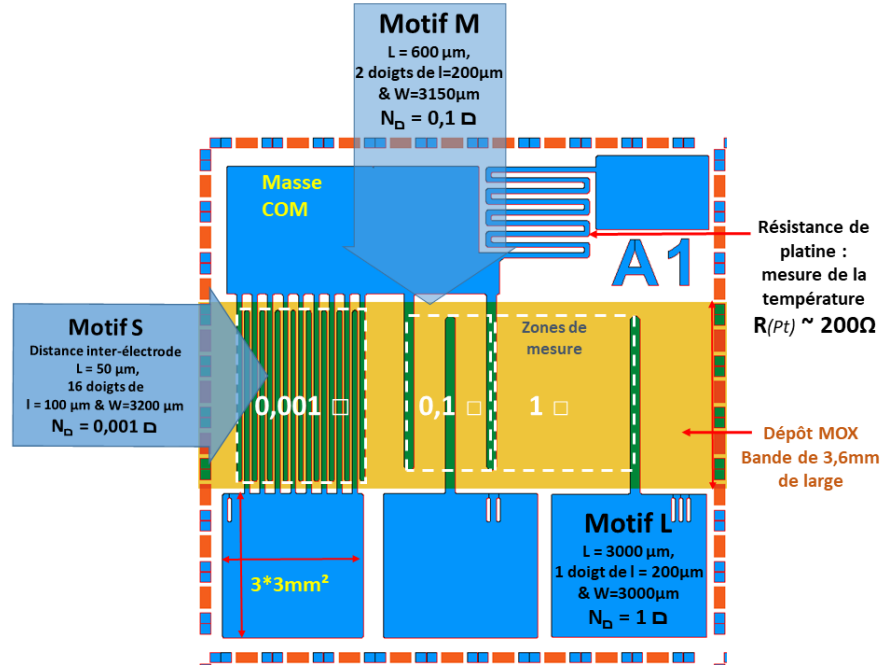 Motif M
L = 600 µm,
2 doigts de l=200µm
& W=3150µm
N□ = 0,1 □
Masse
COM
A1
Résistance de
platine :
mesure de la
température
R(Pt) ~ 200Ω
Motif S
Distance inter-électrode
L = 50 µm,
16 doigts de
l = 100 µm & W=3200 µm
N□ = 0,001 □
Zones de
mesure
0,001 □
0,1 □
1 □
Dépôt MOX
Bande de 3,6mm
de large
3*3mm²
Motif L
L = 3000 µm,
1 doigt de l = 200µm
& W=3000µm
N□ = 1 □